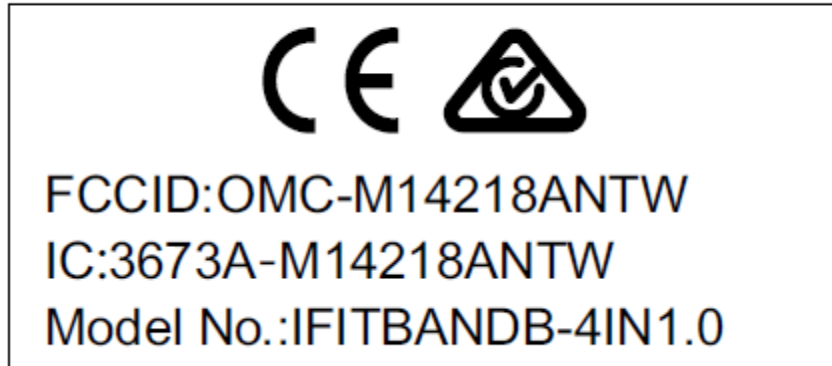 CE
FCCID:OMC-M14218ANTW
IC:3673A-M14218ANTW
Model No.:IFITBANDB-4IN1.0